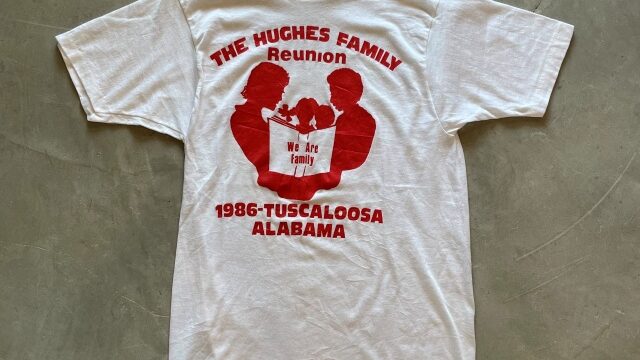 THE HUGHES FAMILY
Reunion
We Are
Family
1986-TUSCALOOSA
ALABAMA